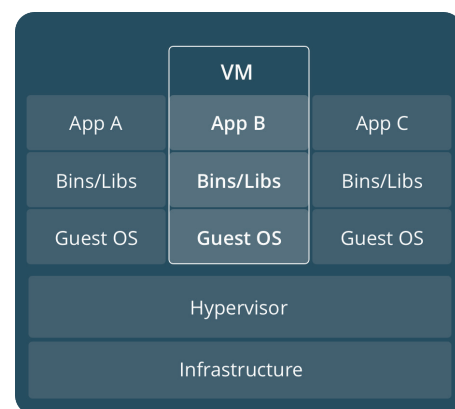 VM
App A App B App C
Bins/Libs Bins/Libs Bins/Libs
Guest OS Guest OS Guest OS
Hypervisor
Infrastructure